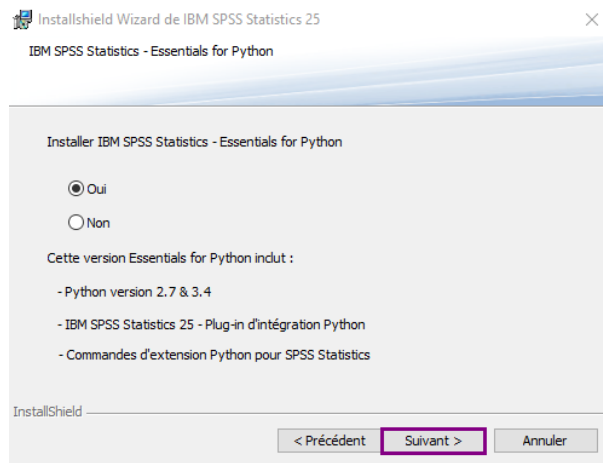 Installshield Wizard de IBM SPSS Statistics 25
IBM SPSS Statistics - Essentials for Python
Installer IBM SPSS Statistics - Essentials for Python
Oui
Non
Cette version Essentials for Python inclut :
- Python version 2.7 & 3.4
- IBM SPSS Statistics 25 - Plug-in d'intégration Python
- Commandes d'extension Python pour SPSS Statistics
InstallShield
< Précédent Suivant > Annuler